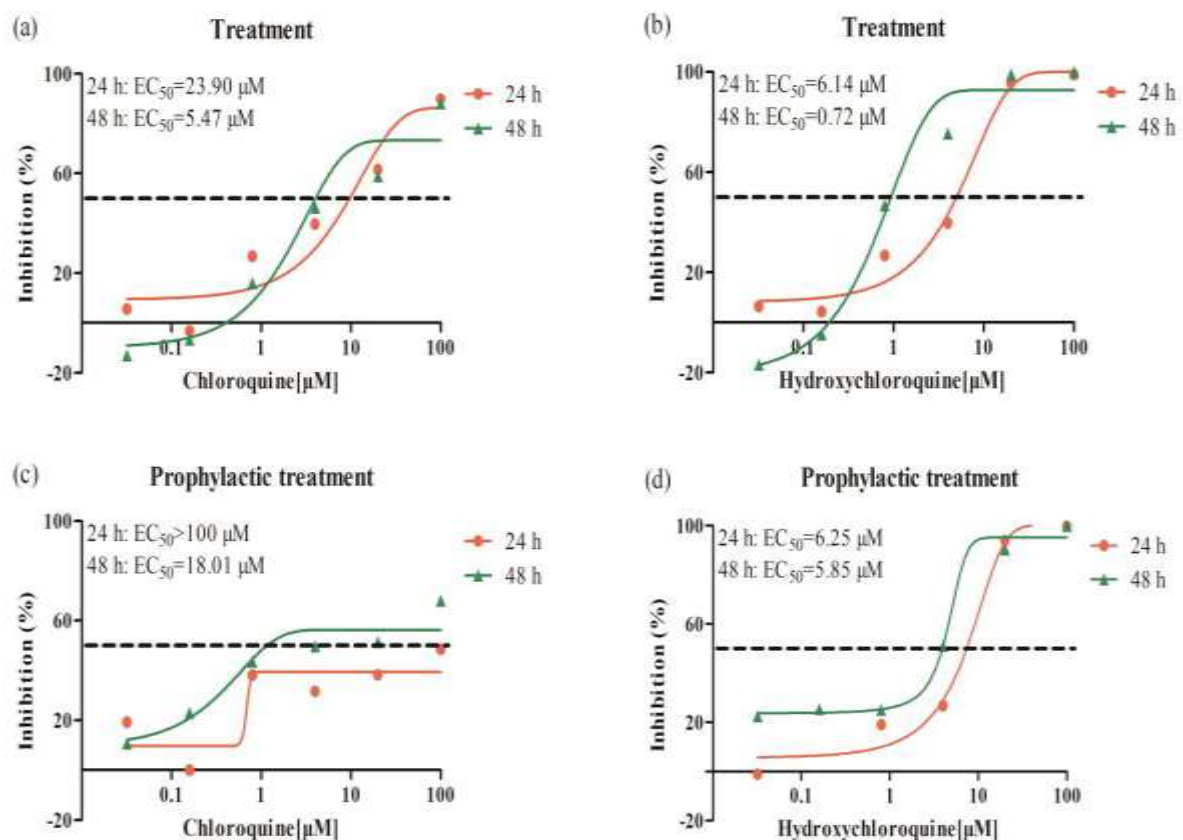 (a)
Treatment
24 h: EC50=23.90 μM
48 h: EC50=5.47 μM
24 h
48 h
100
60
20
-20
Inhibition (%)
0.1 1 10 100
Chloroquine[μM]
(b)
Treatment
24 h: EC50=6.14 μM
48 h: EC50=0.72 μM
24 h
48 h
100
60
20
-20
Inhibition (%)
0.1 1 10 100
Hydroxychloroquine[μM]
(c)
Prophylactic treatment
24 h: EC50>100 μM
48 h: EC50=18.01 μM
24 h
48 h
100
60
20
-20
Inhibition (%)
0.1 1 10 100
Chloroquine[μM]
(d)
Prophylactic treatment
24 h: EC50=6.25 μM
48 h: EC50=5.85 μM
24 h
48 h
100
60
20
-20
Inhibition (%)
0.1 1 10 100
Hydroxychloroquine[μM]